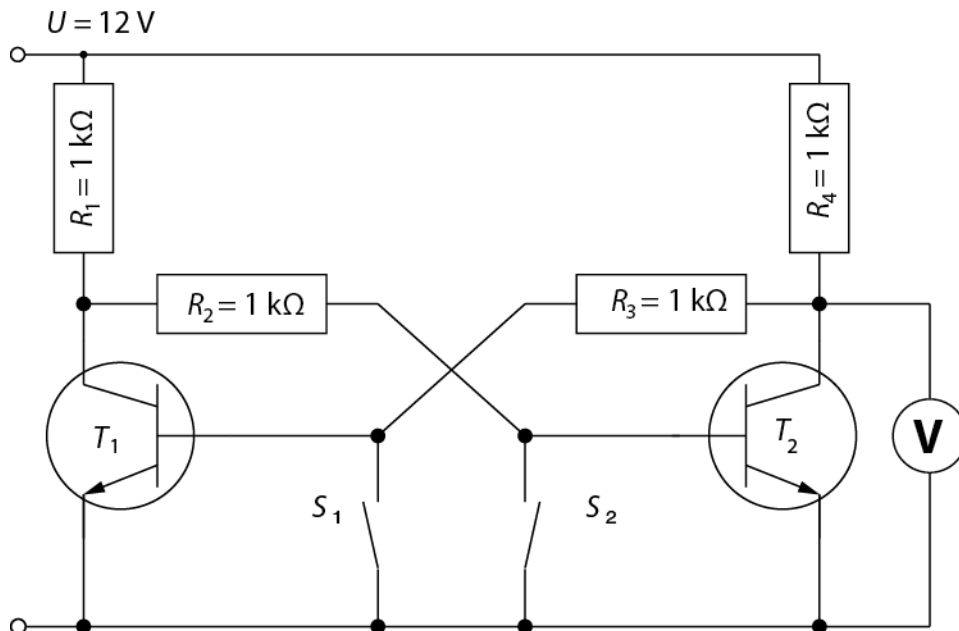 U = 12 V
R1 = 1 kΩ
R4 = 1 kΩ
R2 = 1 kΩ
R3 = 1 kΩ
T1
T2
V
S1
S2